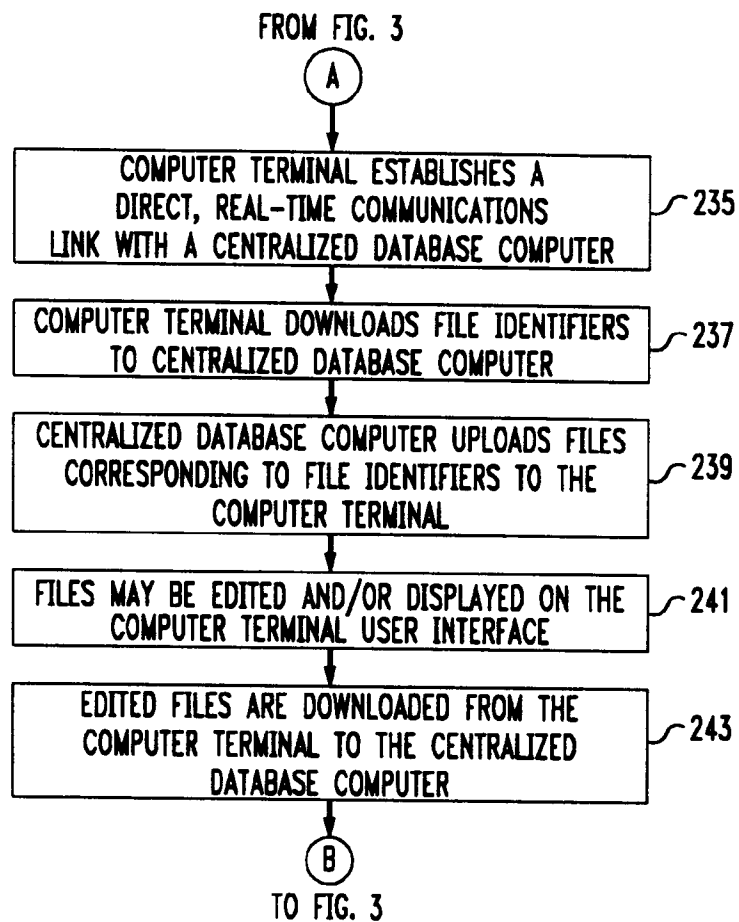 FROM FIG. 3
A
COMPUTER TERMINAL ESTABLISHES A
DIRECT, REAL-TIME COMMUNICATIONS
LINK WITH A CENTRALIZED DATABASE COMPUTER
235
COMPUTER TERMINAL DOWNLOADS FILE IDENTIFIERS
TO CENTRALIZED DATABASE COMPUTER
237
CENTRALIZED DATABASE COMPUTER UPLOADS FILES
CORRESPONDING TO FILE IDENTIFIERS TO THE
COMPUTER TERMINAL
239
FILES MAY BE EDITED AND/OR DISPLAYED ON THE
COMPUTER TERMINAL USER INTERFACE
241
EDITED FILES ARE DOWNLOADED FROM THE
COMPUTER TERMINAL TO THE CENTRALIZED
DATABASE COMPUTER
243
B
TO FIG. 3